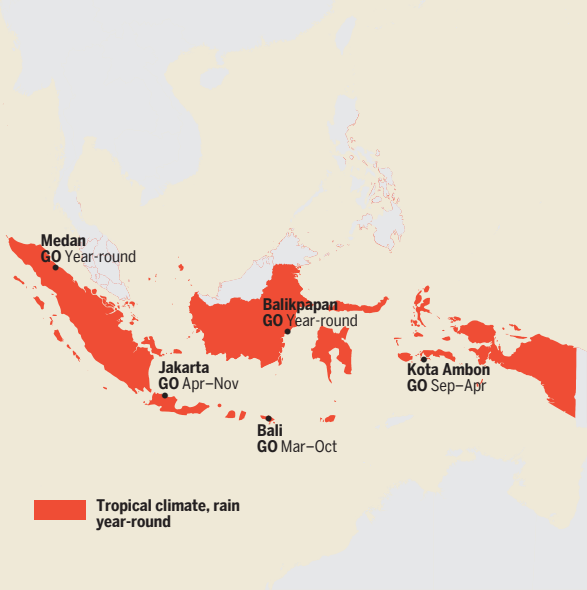 Medan
GO Year-round
Balikpapan
GO Year-round
Jakarta
GO Apr–Nov
Kota Ambon
GO Sep–Apr
Bali
GO Mar–Oct
Tropical climate, rain
year-round